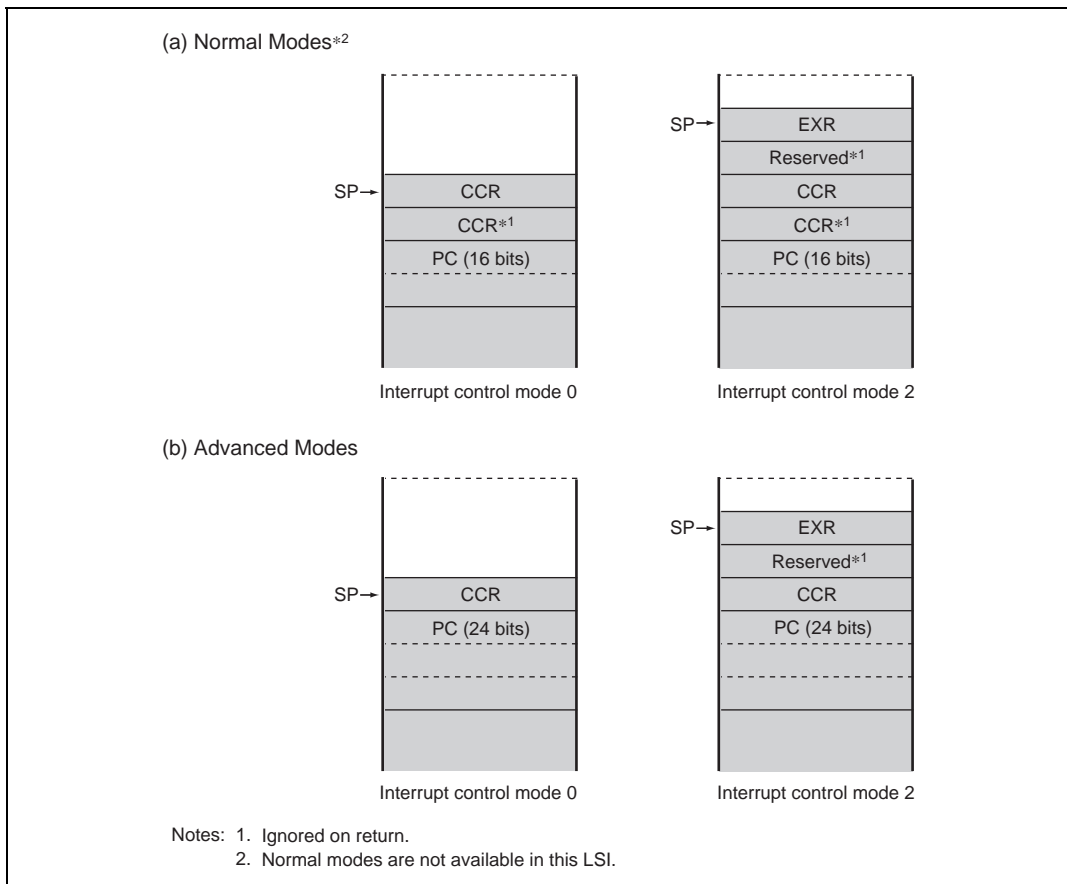 (a) Normal Modes*2
SP→ CCR
CCR*1
PC (16 bits)
Interrupt control mode 0
SP→ EXR
Reserved*1
CCR
CCR*1
PC (16 bits)
Interrupt control mode 2
(b) Advanced Modes
SP→ CCR
PC (24 bits)
Interrupt control mode 0
SP→ EXR
Reserved*1
CCR
PC (24 bits)
Interrupt control mode 2
Notes: 1. Ignored on return.
2. Normal modes are not available in this LSI.